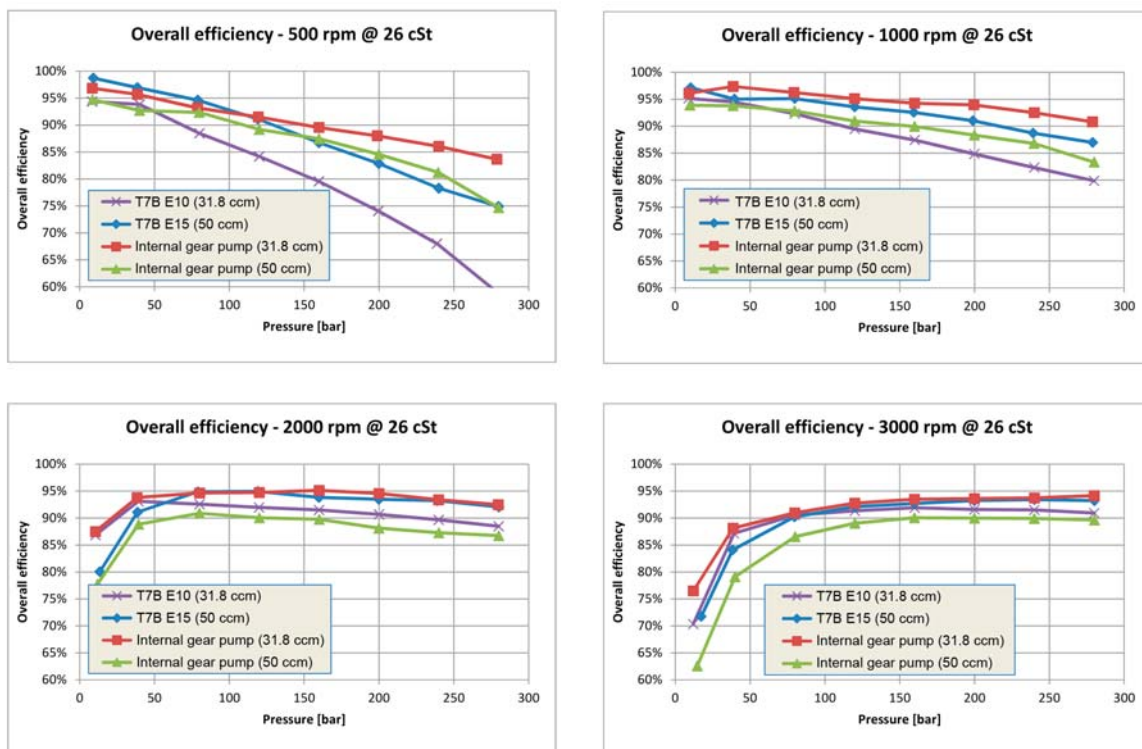 Overall efficiency - 500 rpm @ 26 cSt
100%
95%
90%
85%
80%
75%
70%
65%
60%
Overall efficiency
T7B E10 (31.8 ccm)
T7B E15 (50 ccm)
Internal gear pump (31.8 ccm)
Internal gear pump (50 ccm)
0 50 100 150 200 250 300
Pressure [bar]
Overall efficiency - 1000 rpm @ 26 cSt
100%
95%
90%
85%
80%
75%
70%
65%
60%
Overall efficiency
T7B E10 (31.8 ccm)
T7B E15 (50 ccm)
Internal gear pump (31.8 ccm)
Internal gear pump (50 ccm)
0 50 100 150 200 250 300
Pressure [bar]
Overall efficiency - 2000 rpm @ 26 cSt
100%
95%
90%
85%
80%
75%
70%
65%
60%
Overall efficiency
T7B E10 (31.8 ccm)
T7B E15 (50 ccm)
Internal gear pump (31.8 ccm)
Internal gear pump (50 ccm)
0 50 100 150 200 250 300
Pressure [bar]
Overall efficiency - 3000 rpm @ 26 cSt
100%
95%
90%
85%
80%
75%
70%
65%
60%
Overall efficiency
T7B E10 (31.8 ccm)
T7B E15 (50 ccm)
Internal gear pump (31.8 ccm)
Internal gear pump (50 ccm)
0 50 100 150 200 250 300
Pressure [bar]